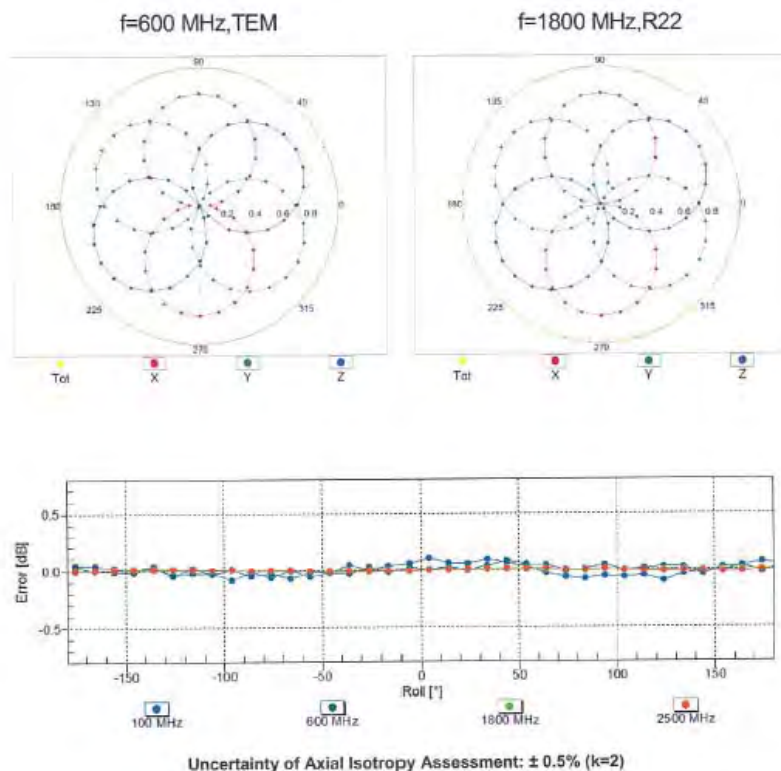 f=600 MHz,TEM
f=1800 MHz,R22
90
130
40
180
0.2 0.4 0.6 0.8
0
225
315
270
Tot X Y Z
90
135
40
180
0.2 0.4 0.6 0.8
0
225
315
270
Tot X Y Z
Error [dB]
0.5
0.0
-0.5
-150 -100 -50 0 50 100 150
Roll [°]
100 MHz 600 MHz 1800 MHz 2500 MHz
Uncertainty of Axial Isotropy Assessment: ± 0.5% (k=2)